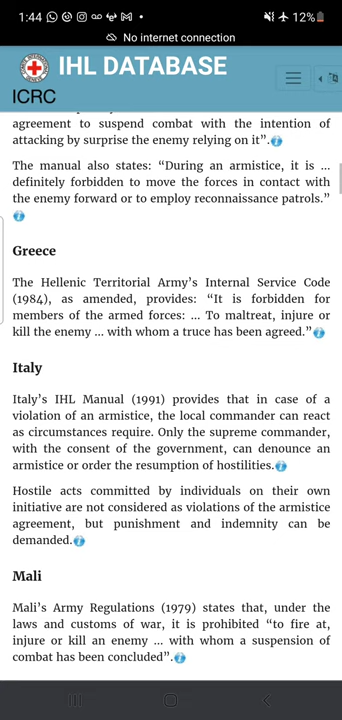 1:44
12%
No internet connection
IHL DATABASE
ICRC
agreement to suspend combat with the intention of
attacking by surprise the enemy relying on it".
The manual also states: "During an armistice, it is ...
definitely forbidden to move the forces in contact with
the enemy forward or to employ reconnaissance patrols."
Greece
The Hellenic Territorial Army's Internal Service Code
(1984), as amended, provides: "It is forbidden for
members of the armed forces: ... To maltreat, injure or
kill the enemy ... with whom a truce has been agreed."
Italy
Italy's IHL Manual (1991) provides that in case of a
violation of an armistice, the local commander can react
as circumstances require. Only the supreme commander,
with the consent of the government, can denounce an
armistice or order the resumption of hostilities.
Hostile acts committed by individuals on their own
initiative are not considered as violations of the armistice
agreement, but punishment and indemnity can be
demanded.
Mali
Mali's Army Regulations (1979) states that, under the
laws and customs of war, it is prohibited "to fire at,
injure or kill an enemy ... with whom a suspension of
combat has been concluded".